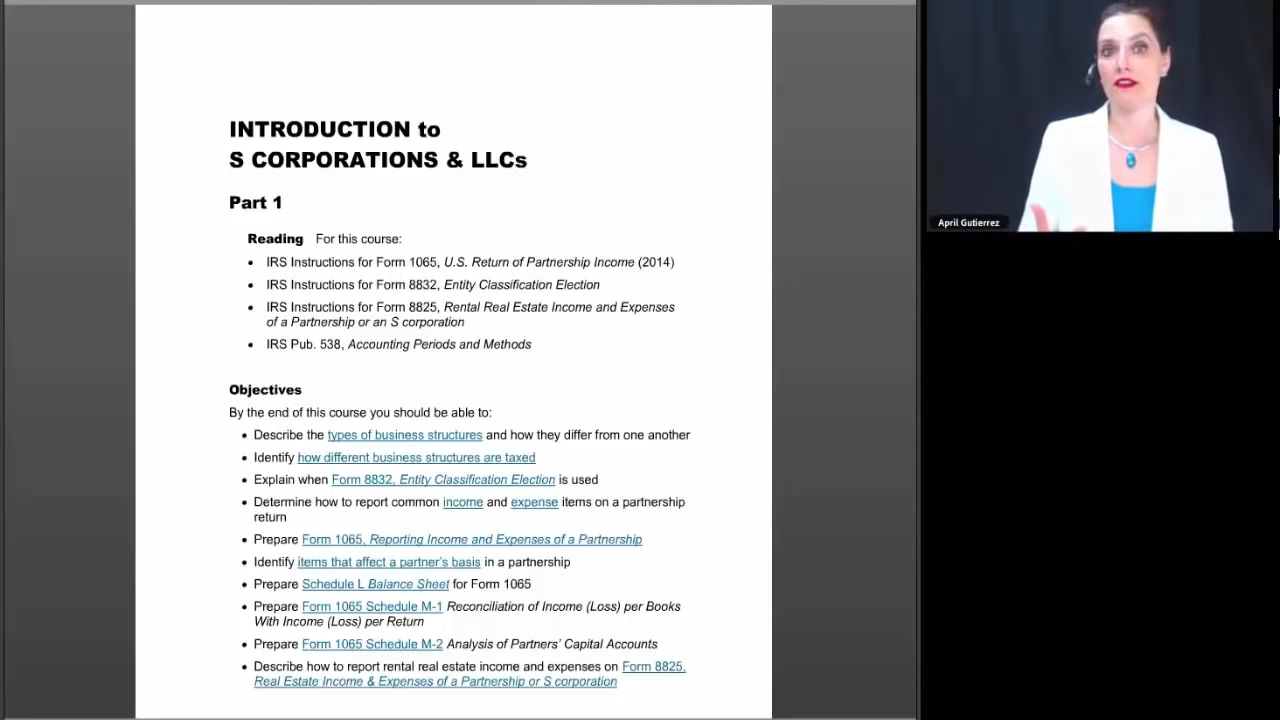 INTRODUCTION to
S CORPORATIONS & LLCs
Part 1
Reading For this course:
• IRS Instructions for Form 1065, U.S. Return of Partnership Income (2014)
• IRS Instructions for Form 8832, Entity Classification Election
• IRS Instructions for Form 8825, Rental Real Estate Income and Expenses
of a Partnership or an S corporation
• IRS Pub. 538, Accounting Periods and Methods
Objectives
By the end of this course you should be able to:
• Describe the types of business structures and how they differ from one another
• Identify how different business structures are taxed
• Explain when Form 8832, Entity Classification Election is used
• Determine how to report common income and expense items on a partnership
return
• Prepare Form 1065, Reporting Income and Expenses of a Partnership
• Identify items that affect a partner's basis in a partnership
• Prepare Schedule L Balance Sheet for Form 1065
• Prepare Form 1065 Schedule M-1 Reconciliation of Income (Loss) per Books
With Income (Loss) per Return
• Prepare Form 1065 Schedule M-2 Analysis of Partners' Capital Accounts
• Describe how to report rental real estate income and expenses on Form 8825,
Real Estate Income & Expenses of a Partnership or S corporation
April Gutierrez